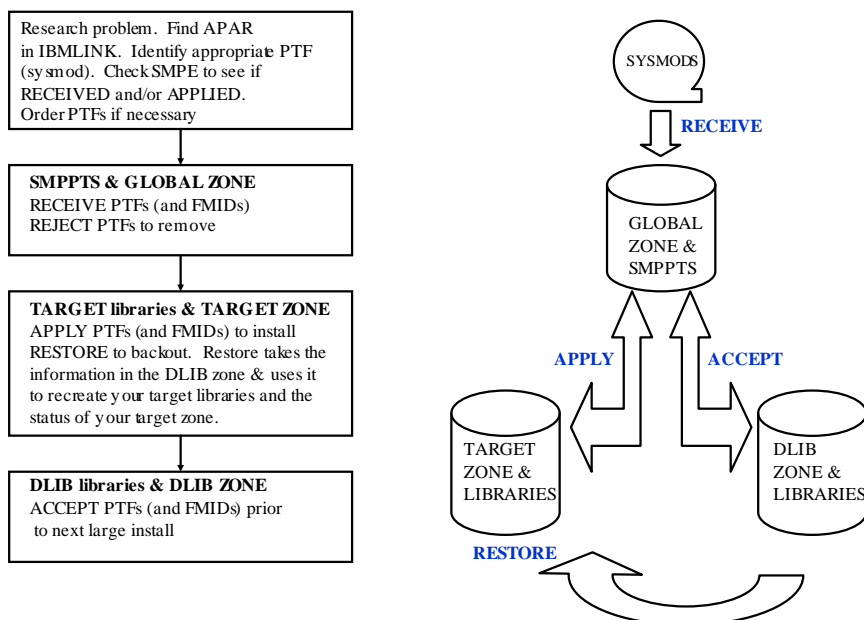 Research problem. Find APAR
in IBMLINK. Identify appropriate PTF
(sysmod). Check SMPE to see if
RECEIVED and/or APPLIED.
Order PTFs if necessary
SMPPTS & GLOBAL ZONE
RECEIVE PTFs (and FMIDs)
REJECT PTFs to remove
TARGET libraries & TARGET ZONE
APPLY PTFs (and FMIDs) to install
RESTORE to backout. Restore takes the
information in the DLIB zone & uses it
to recreate your target libraries and the
status of your target zone.
DLIB libraries & DLIB ZONE
ACCEPT PTFs (and FMIDs) prior
to next large install
SYSMODS
RECEIVE
GLOBAL
ZONE &
SMPPTS
APPLY
ACCEPT
TARGET
ZONE &
LIBRARIES
DLIB
ZONE &
LIBRARIES
RESTORE